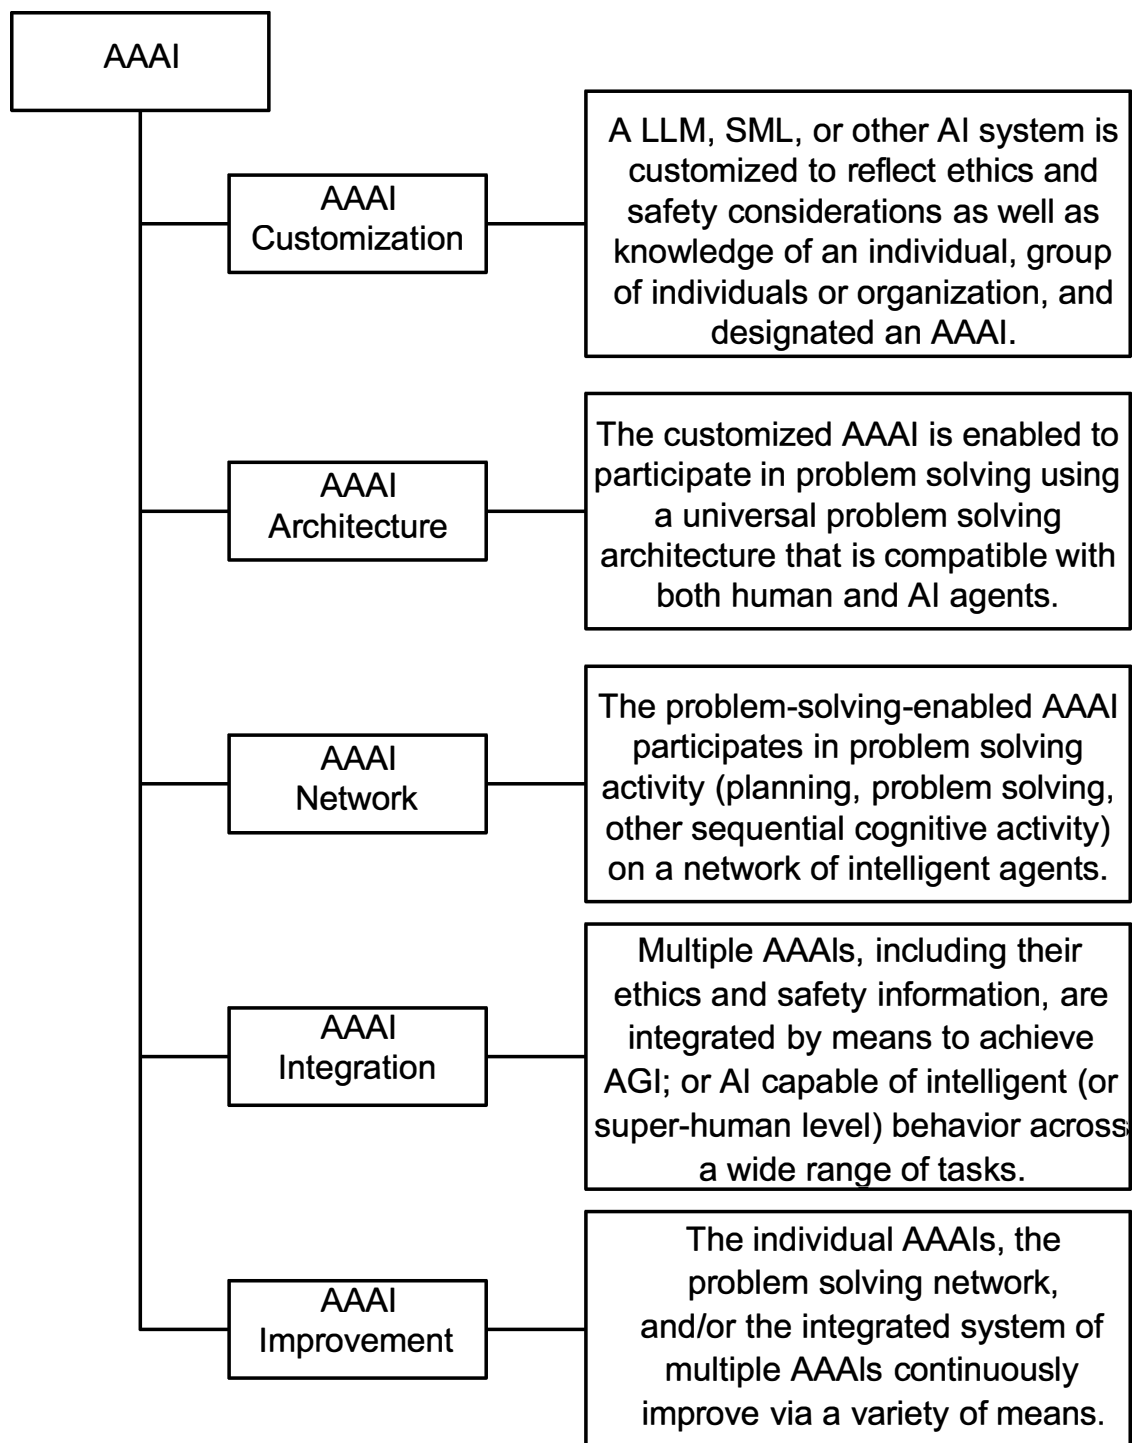 AAAI
AAAI
Customization
A LLM, SML, or other AI system is
customized to reflect ethics and
safety considerations as well as
knowledge of an individual, group
of individuals or organization, and
designated an AAAI.
AAAI
Architecture
The customized AAAI is enabled to
participate in problem solving using
a universal problem solving
architecture that is compatible with
both human and AI agents.
AAAI
Network
The problem-solving-enabled AAAI
participates in problem solving
activity (planning, problem solving,
other sequential cognitive activity)
on a network of intelligent agents.
AAAI
Integration
Multiple AAAIs, including their
ethics and safety information, are
integrated by means to achieve
AGI; or AI capable of intelligent (or
super-human level) behavior across
a wide range of tasks.
AAAI
Improvement
The individual AAAIs, the
problem solving network,
and/or the integrated system of
multiple AAAIs continuously
improve via a variety of means.